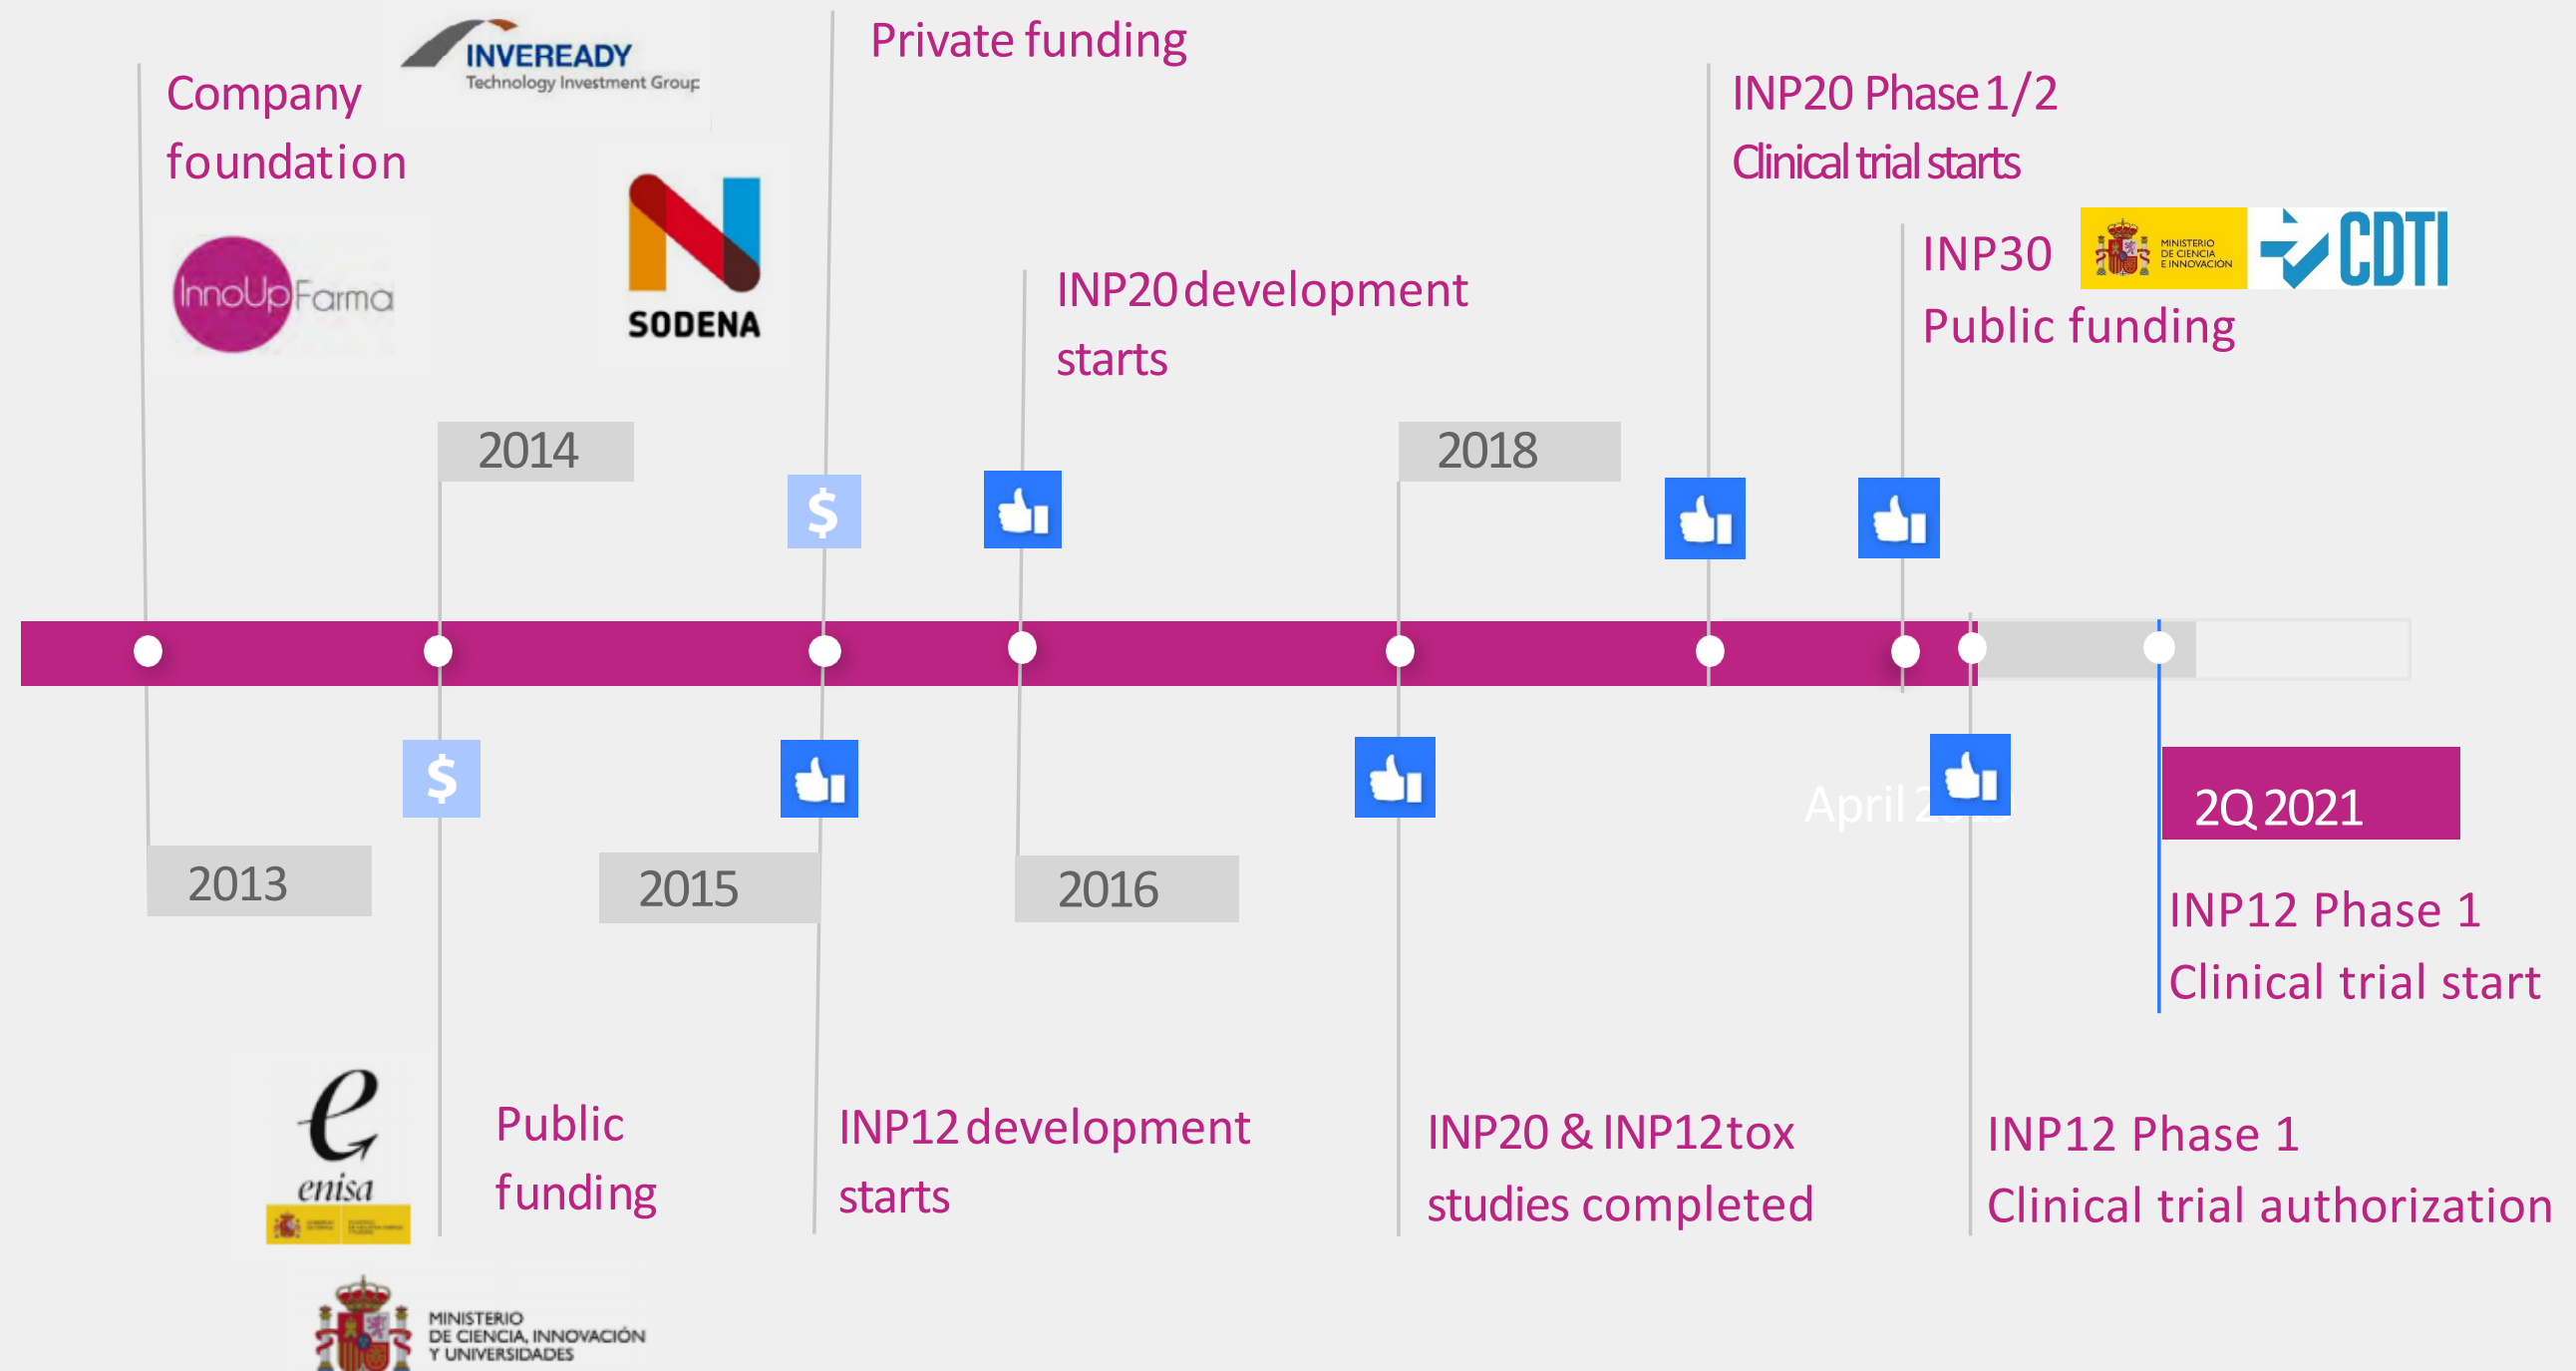 INVEREADY
Technology Investment Group
Private funding
Company
foundation
INP20 Phase 1/2
Clinical trial starts
InnoUpFarma
SODENA
INP20 development
starts
INP30
MINISTERIO
DE CIENCIA
E INNOVACIÓN
CDTI
Public funding
2014
2018
$
$
April
2Q 2021
2013
2015
2016
INP12 Phase 1
Clinical trial start
e
enisa
Public
funding
INP12 development
starts
INP20 & INP12 tox
studies completed
INP12 Phase 1
Clinical trial authorization
MINISTERIO
DE CIENCIA, INNOVACIÓN
Y UNIVERSIDADES